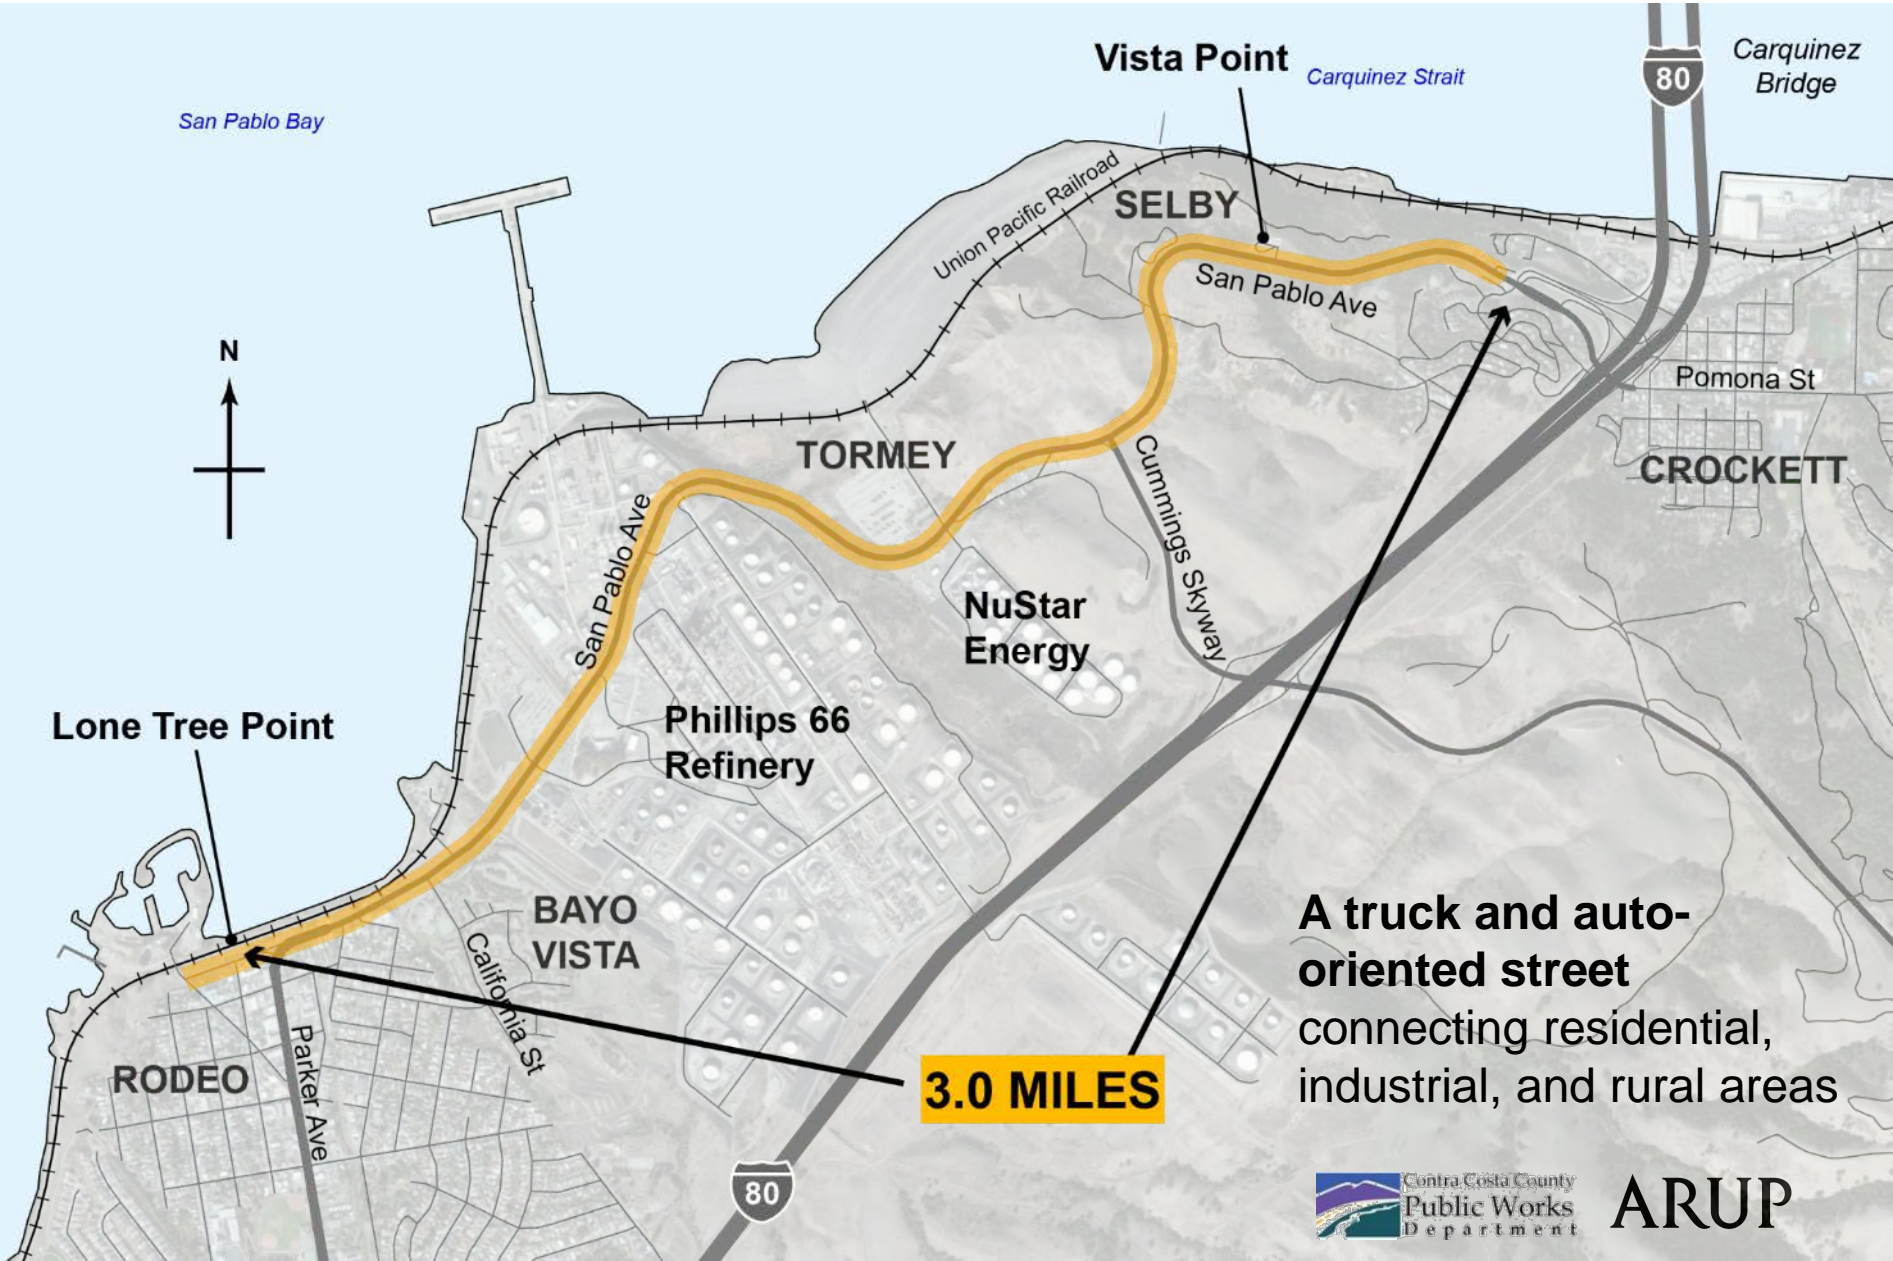 Vista Point
Carquinez Strait
80
Carquinez
Bridge
San Pablo Bay
Union Pacific Railroad
SELBY
San Pablo Ave
N
Pomona St
TORMEY
Cummings Skyway
CROCKETT
San Pablo Ave
NuStar
Energy
Lone Tree Point
Phillips 66
Refinery
BAYO
VISTA
California St
A truck and auto-
oriented street
connecting residential,
industrial, and rural areas
RODEO
Parker Ave
3.0 MILES
80
Contra Costa County
Public Works
Department
ARUP